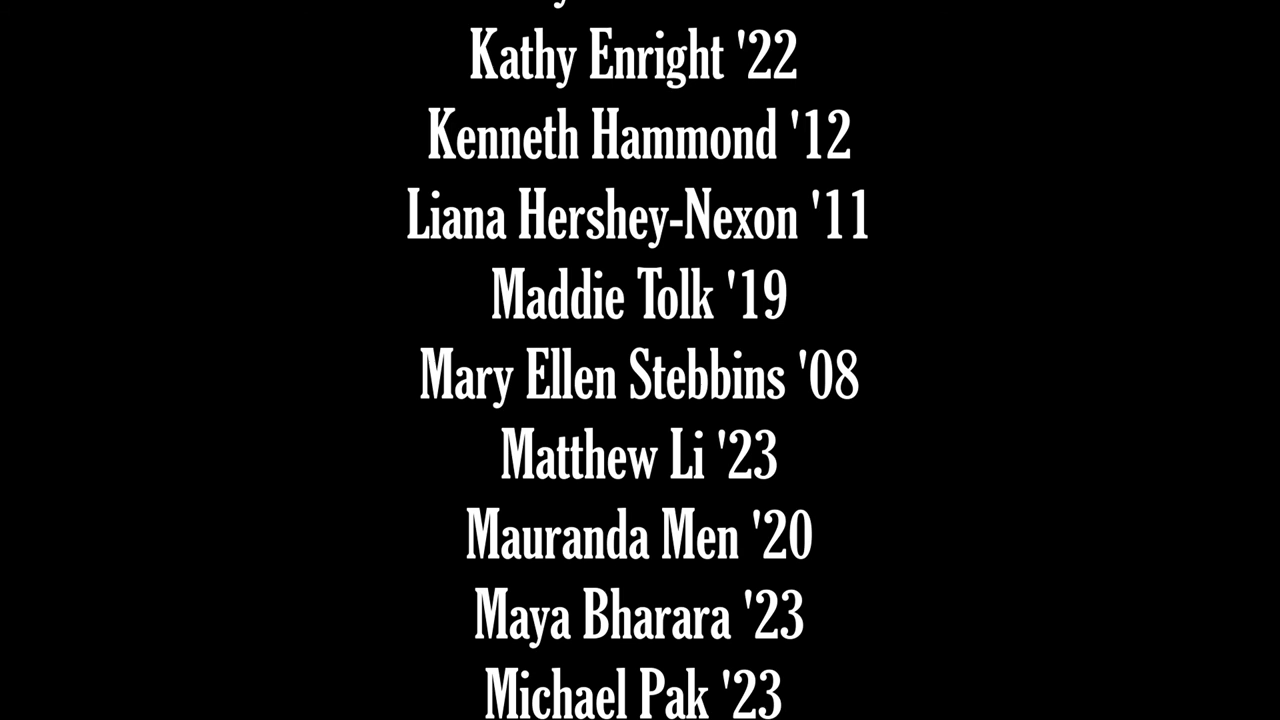 Kathy Enright '22
Kenneth Hammond '12
Liana Hershey-Nexon '11
Maddie Tolk '19
Mary Ellen Stebbins '08
Matthew Li '23
Mauranda Men '20
Maya Bharara '23
Michael Pak '23